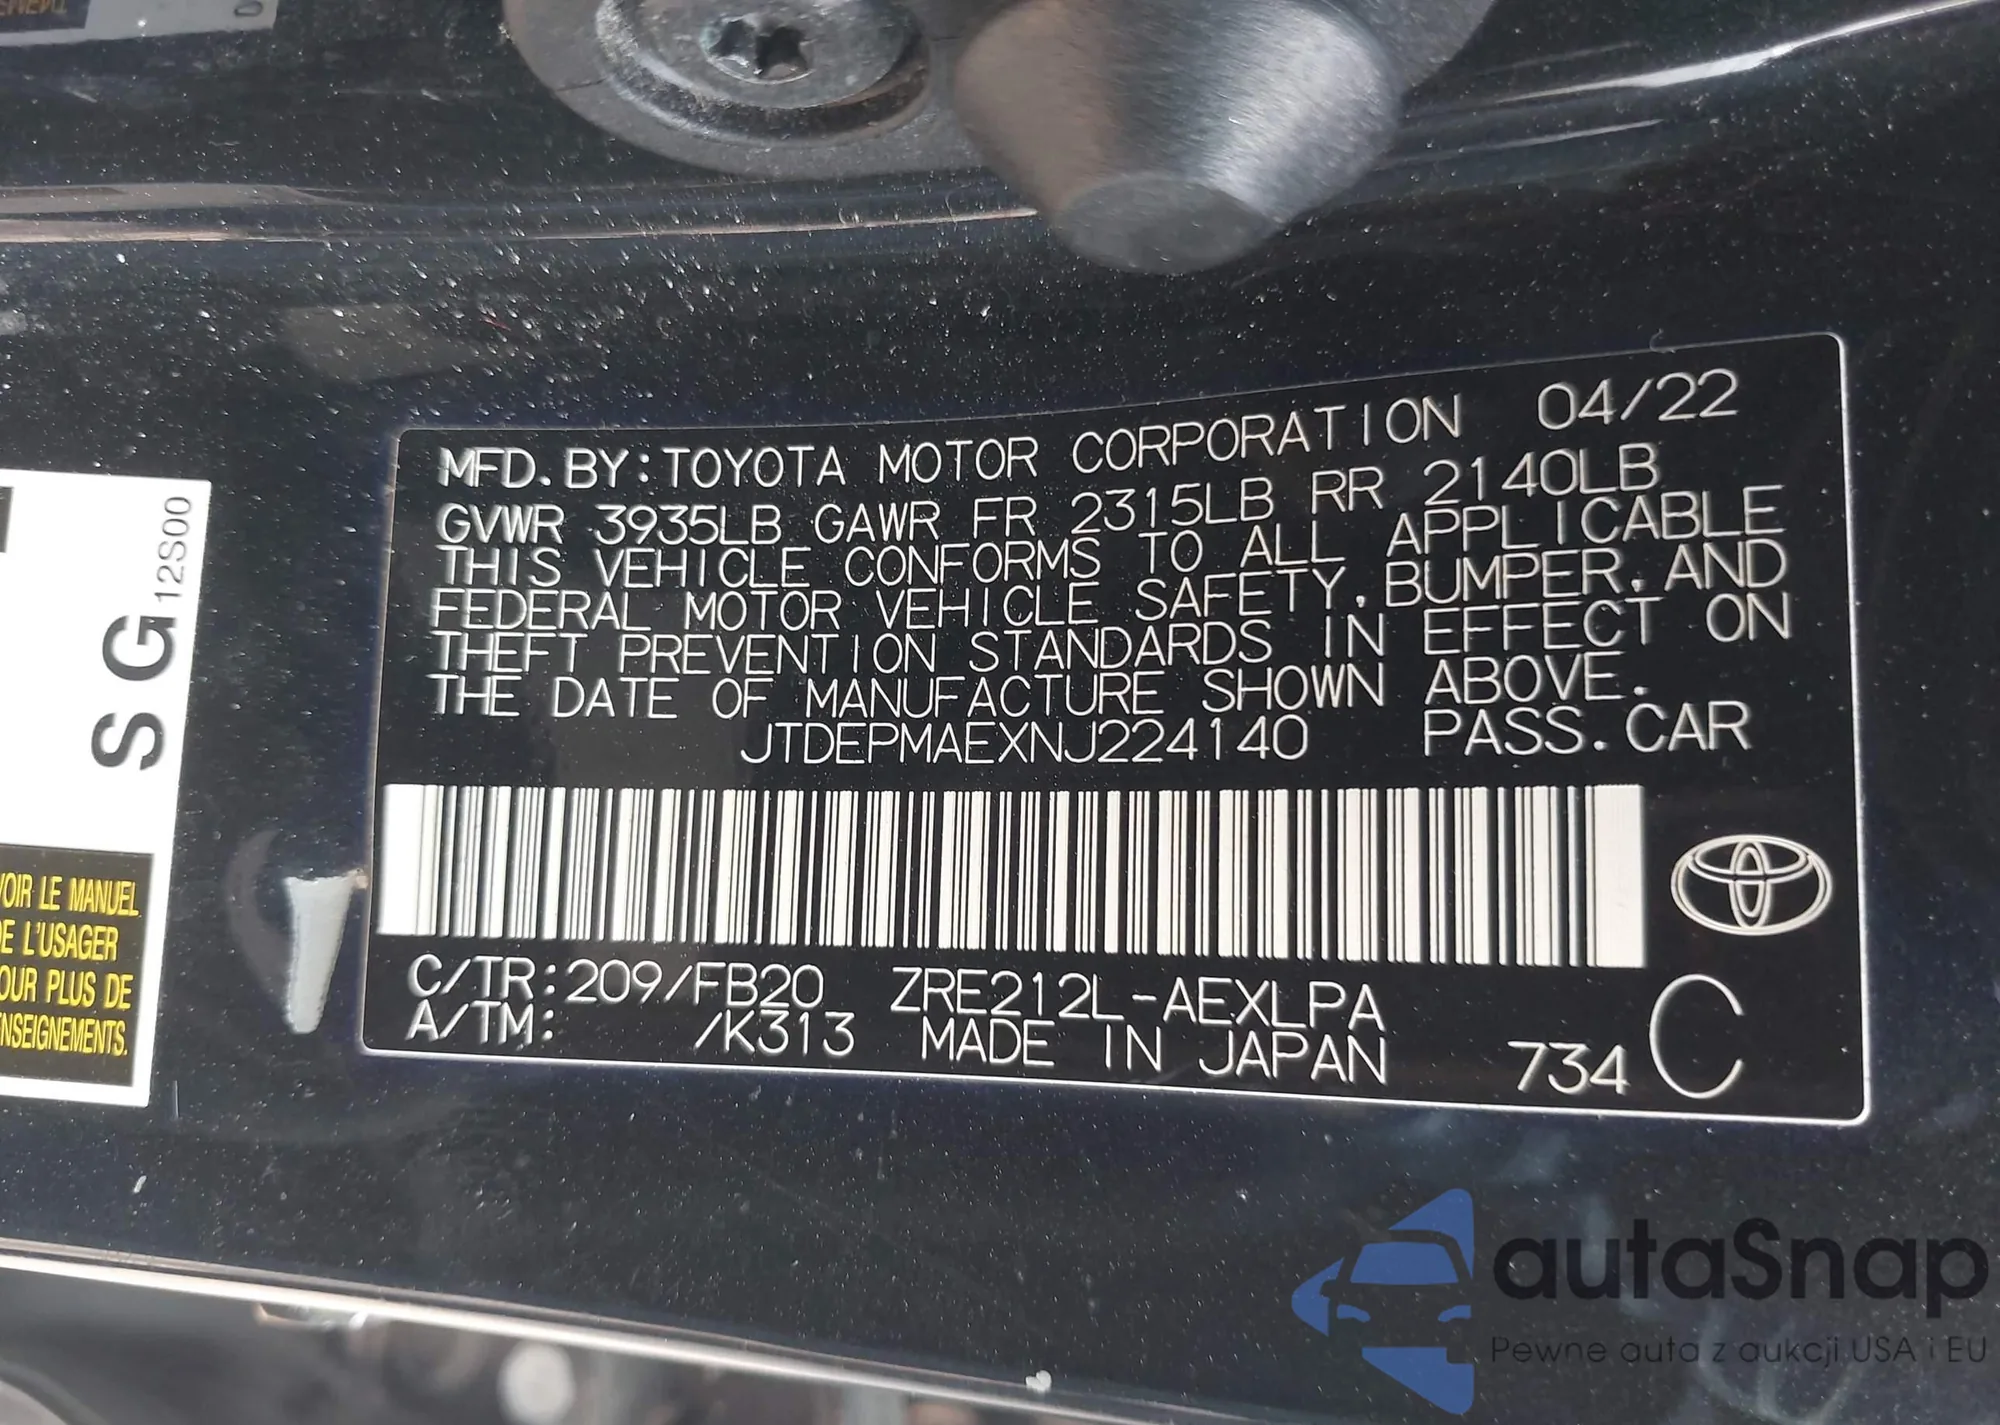 MFD. BY: TOYOTA MOTOR CORPORATION 04/22
GVWR 3935LB GAWR FR 2315LB RR 2140LB
THIS VEHICLE CONFORMS TO ALL APPLICABLE
FEDERAL MOTOR VEHICLE SAFETY, BUMPER, AND
THEFT PREVENTION STANDARDS IN EFFECT ON
THE DATE OF MANUFACTURE SHOWN ABOVE.
JTDEPMAEXNJ224140 PASS. CAR
C/TR: 209/FB20 ZRE212L-AEXLPA C
A/TM: /K313 MADE IN JAPAN 734
S G
12S00
VOIR LE MANUEL
DE L'USAGER
POUR PLUS DE
autaSnap
Pewne auta z aukcji USA i EU